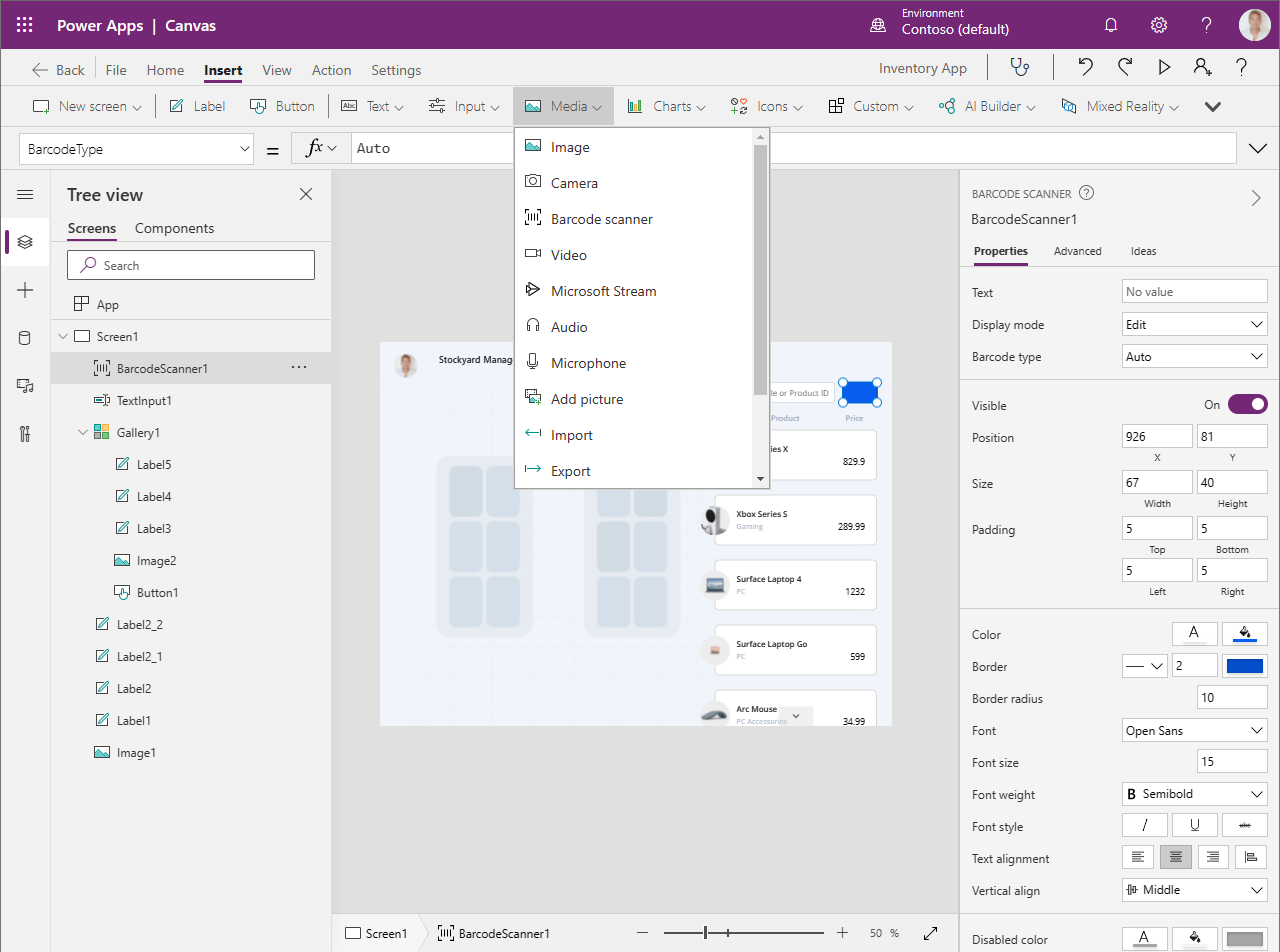 Power Apps | Canvas
Environment
Contoso (default)
Back File Home Insert View Action Settings
Inventory App
New screen Label Button Text Input Media Charts Icons Custom AI Builder Mixed Reality
BarcodeType = fx Auto
Image
Camera
Barcode scanner
Video
Microsoft Stream
Audio
Microphone
Add picture
Import
Export
Tree view
Screens Components
Search
App
Screen1
BarcodeScanner1
TextInput1
Gallery1
Label5
Label4
Label3
Image2
Button1
Label2_2
Label2_1
Label2
Label1
Image1
Stockyard Manag
le or Product ID
Product Price
ies X
829.9
Xbox Series S
Gaming
289.99
Surface Laptop 4
PC
1232
Surface Laptop Go
PC
599
Arc Mouse
PC Accessories
34.99
Screen1 BarcodeScanner1
50 %
BARCODE SCANNER
BarcodeScanner1
Properties Advanced Ideas
Text No value
Display mode Edit
Barcode type Auto
Visible On
Position 926 81
X Y
Size 67 40
Width Height
Padding 5 5
Top Bottom
5 5
Left Right
Color A
Border 2
Border radius 10
Font Open Sans
Font size 15
Font weight B Semibold
Font style / U abc
Text alignment
Vertical align Middle
Disabled color A